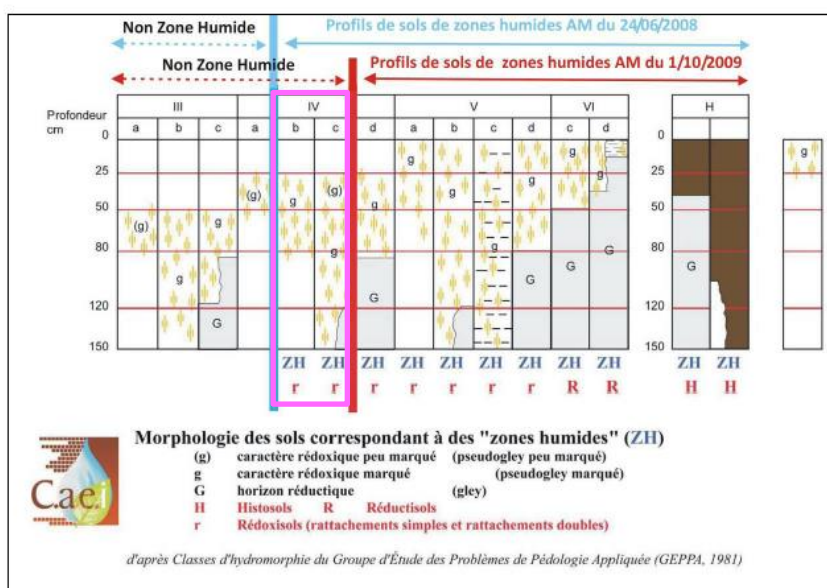 Non Zone Humide Profils de sols de zones humides AM du 24/06/2008
Non Zone Humide Profils de sols de zones humides AM du 1/10/2009
Profondeur
cm
III IV V VI H
a b c a b c d a b c d c d
0 0
25 25
50 50
80 80
120 120
150 150
(g) g g (g) g (g) g g g g g g g g
g G G G G G G
ZH ZH ZH ZH ZH ZH ZH ZH ZH ZH ZH
r r r r r r r R R H H
C.a.e.i
Morphologie des sols correspondant à des "zones humides" (ZH)
(g) caractère rédoxique peu marqué (pseudogley peu marqué)
g caractère rédoxique marqué (pseudogley marqué)
G horizon réductique (gley)
H Histosols R Réductisols
r Rédoxisols (rattachements simples et rattachements doubles)
d'après Classes d'hydromorphie du Groupe d'Étude des Problèmes de Pédologie Appliquée (GEPPA, 1981)